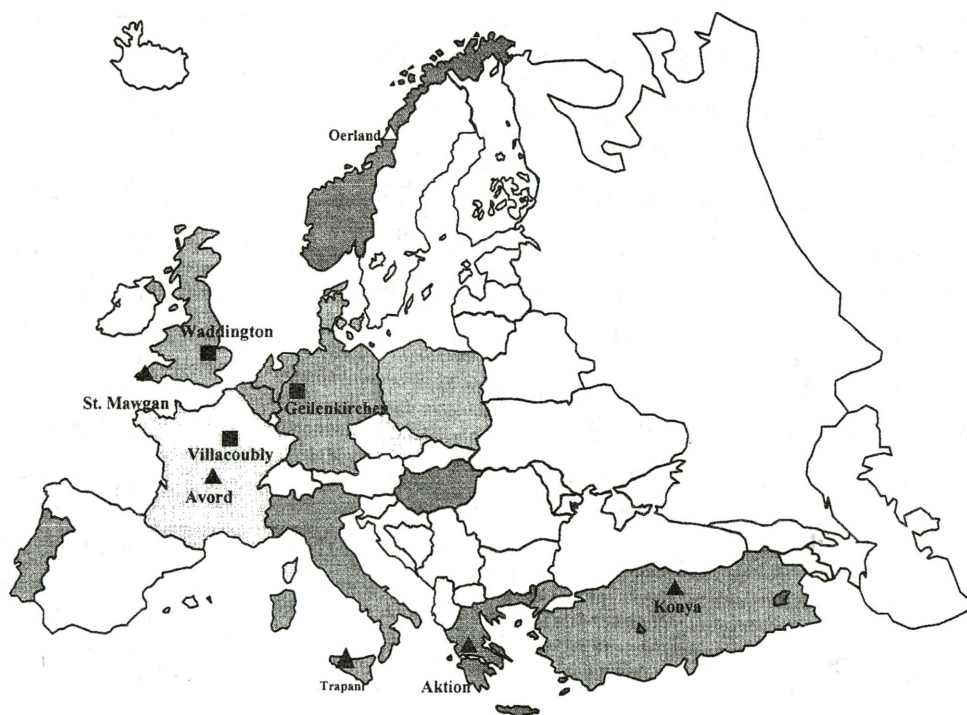 Oerland
Waddington
St. Mawgan
Geilenkirchen
Villacoubly
Avord
Konya
Trapani
Aktion